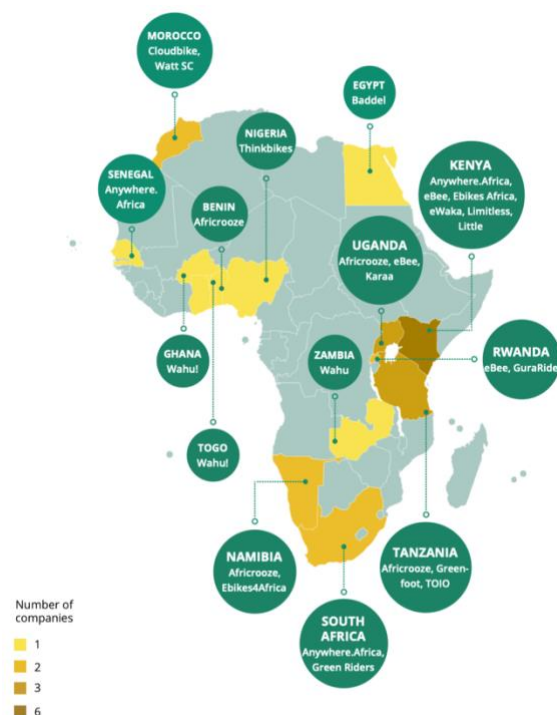 MOROCCO
Cloudbike,
Watt SC
EGYPT
Baddel
NIGERIA
Thinkbikes
KENYA
Anywhere.Africa,
eBee, Ebikes Africa,
eWaka, Limitless,
Little
SENEGAL
Anywhere.
Africa
BENIN
Africrooze
UGANDA
Africrooze, eBee,
Karaa
GHANA
Wahu!
ZAMBIA
Wahu
RWANDA
eBee, GuraRide
TOGO
Wahu!
NAMIBIA
Africrooze,
Ebikes4Africa
TANZANIA
Africrooze, Green-
foot, TOIO
SOUTH
AFRICA
Anywhere.Africa,
Green Riders
Number of
companies
1
2
3
6